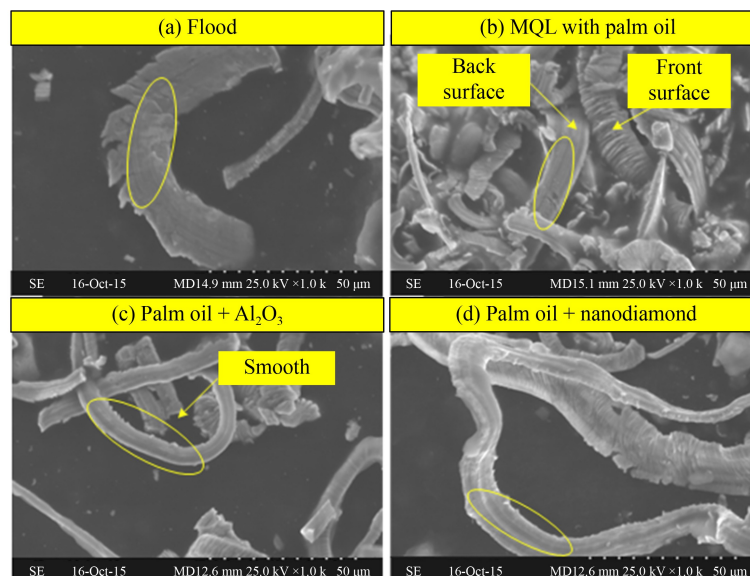 (a) Flood
(b) MQL with palm oil
Back
surface
Front
surface
SE 16-Oct-15 MD14.9 mm 25.0 kV ×1.0 k 50 μm
SE 16-Oct-15 MD15.1 mm 25.0 kV ×1.0 k 50 μm
(c) Palm oil + Al₂O₃
(d) Palm oil + nanodiamond
Smooth
SE 16-Oct-15 MD12.6 mm 25.0 kV ×1.0 k 50 μm
SE 16-Oct-15 MD12.6 mm 25.0 kV ×1.0 k 50 μm